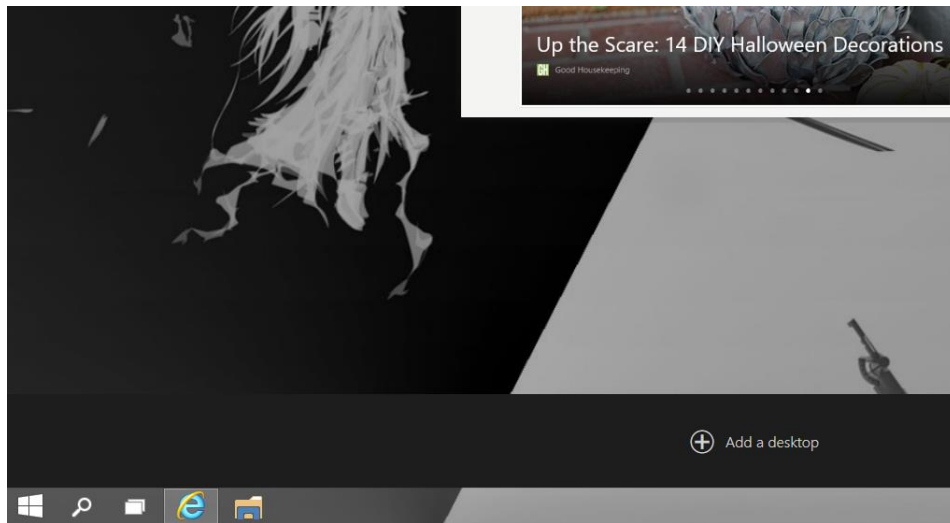 Up the Scare: 14 DIY Halloween Decorations
GH Good Housekeeping
Add a desktop